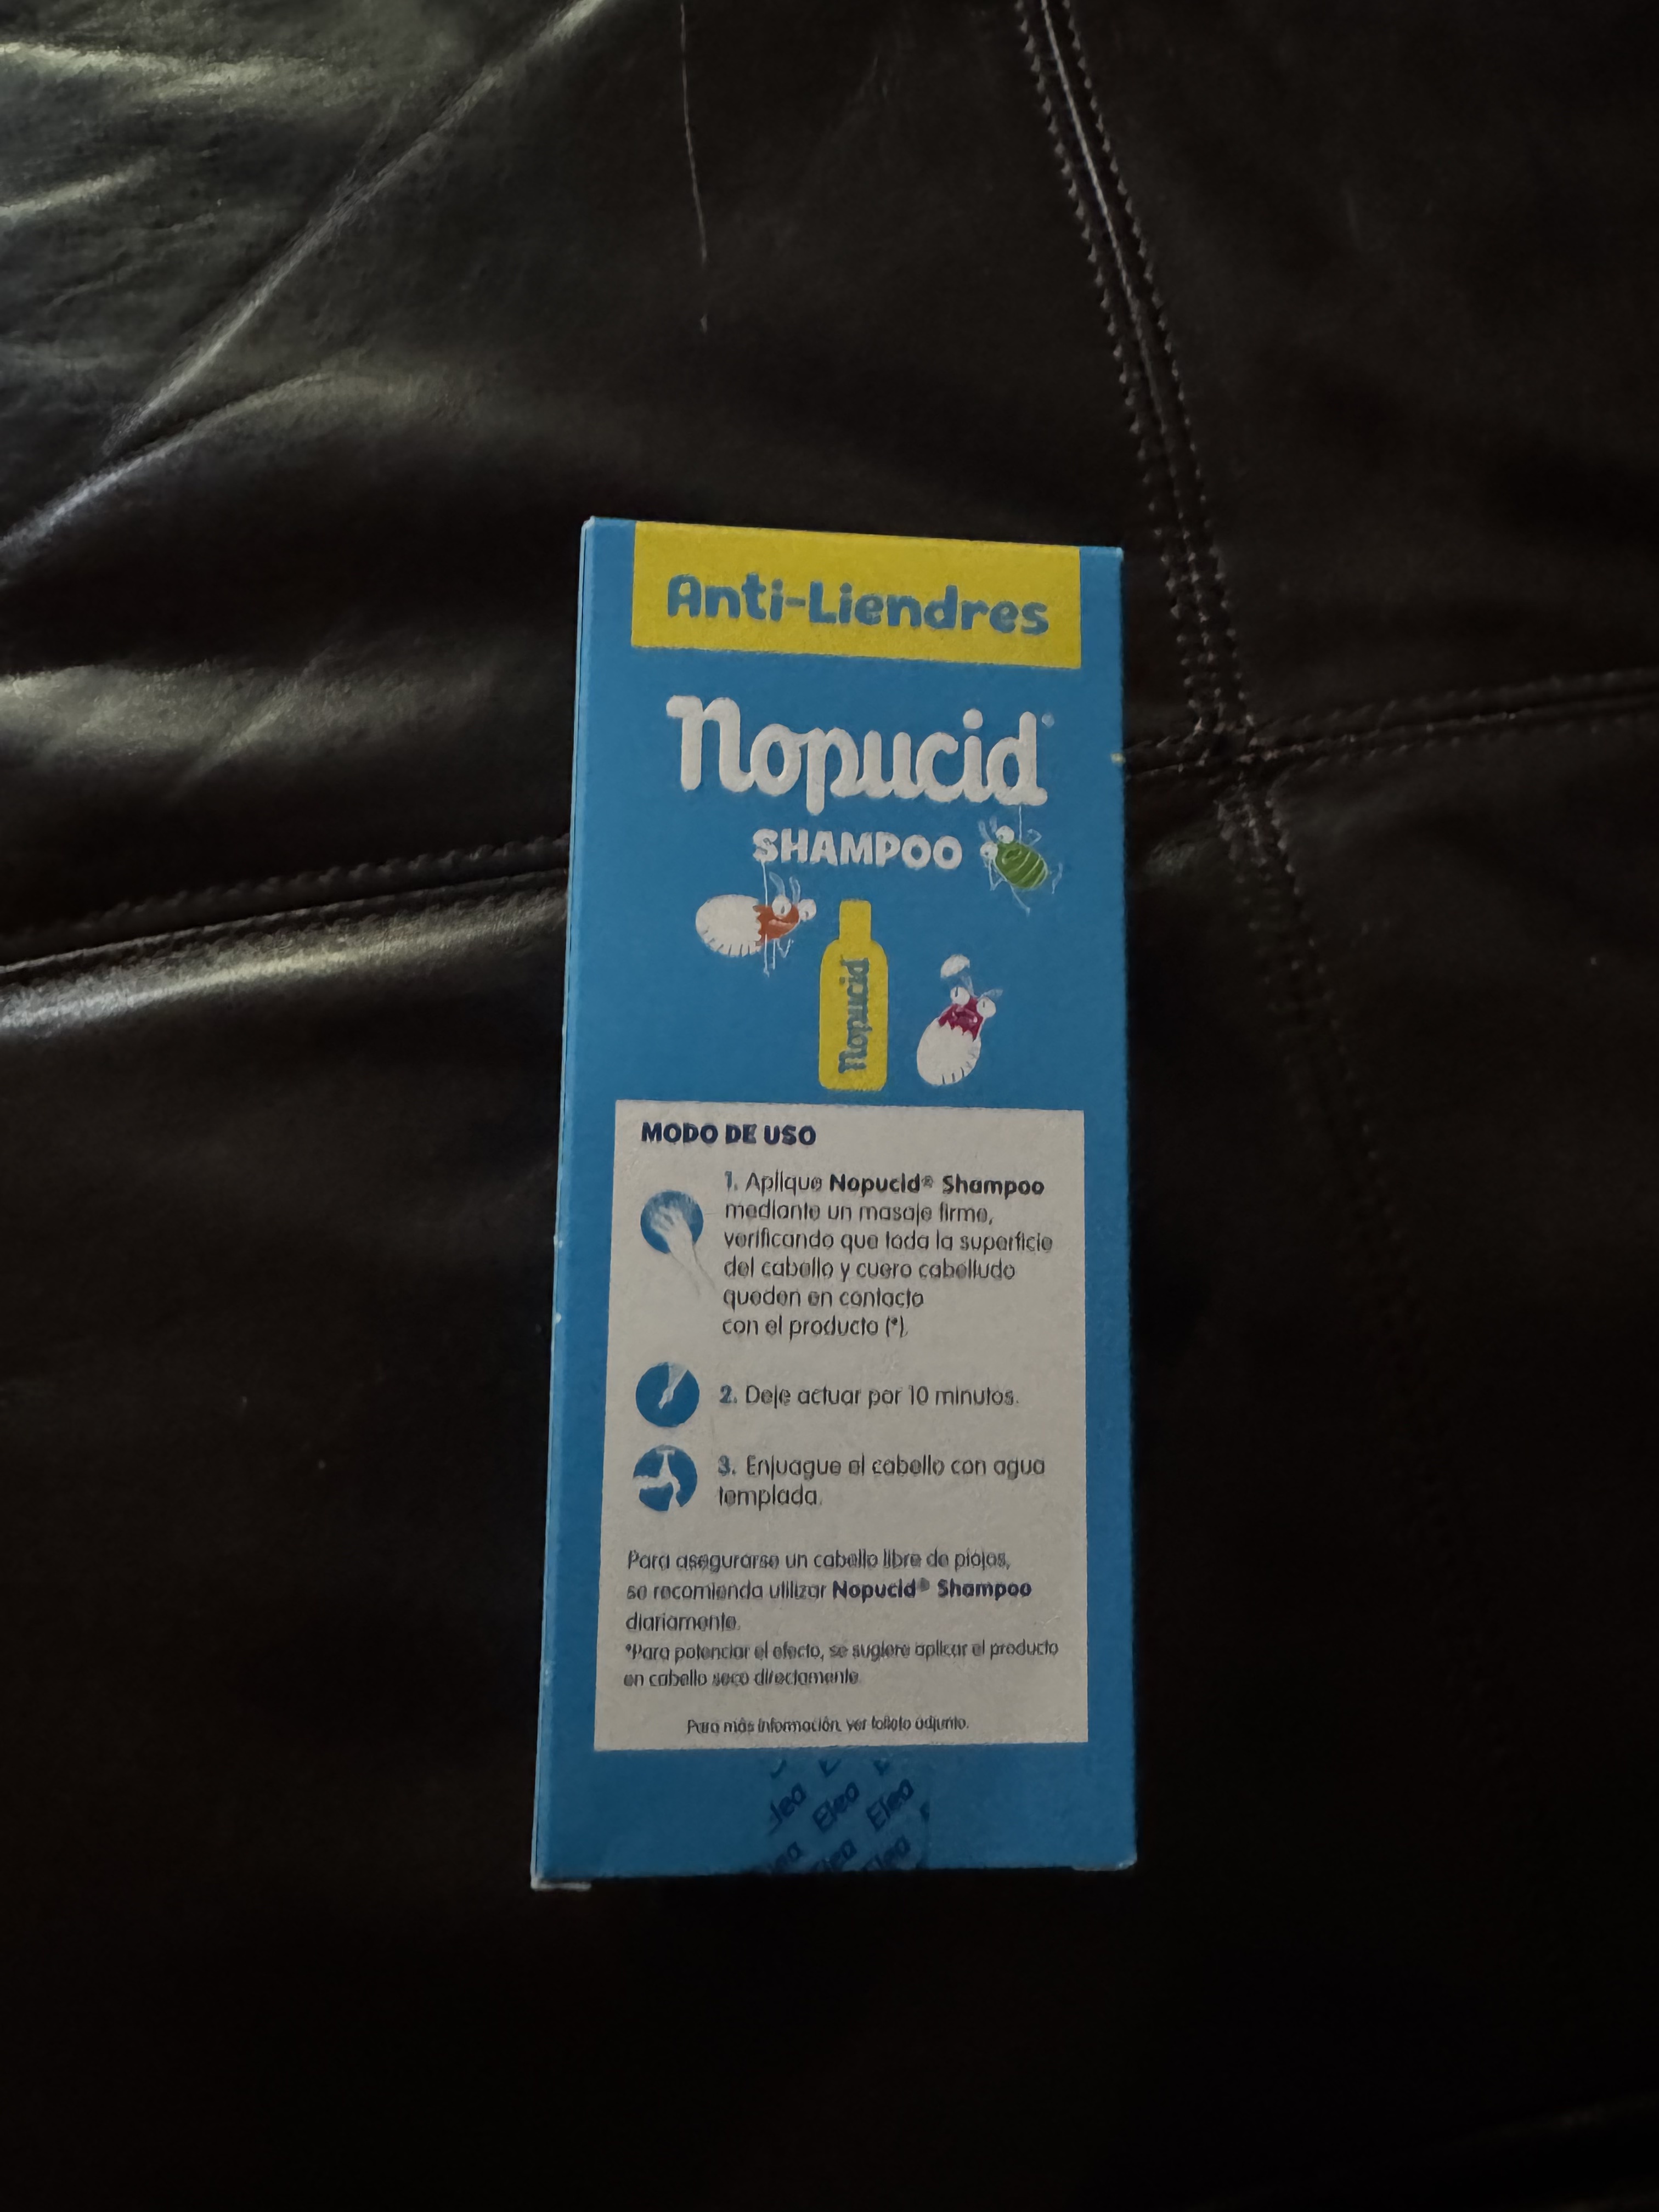 Anti-Liendres
Nopucid®
SHAMPOO
Nopucid
MODO DE USO
1. Aplique Nopucid® Shampoo
mediante un masaje firme,
verificando que toda la superficie
del cabello y cuero cabelludo
queden en contacto
con el producto (*).
2. Deje actuar por 10 minutos.
3. Enjuague el cabello con agua
templada.
Para asegurarse un cabello libre de piojos,
se recomienda utilizar Nopucid® Shampoo
diariamente.
*Para potenciar el efecto, se sugiere aplicar el producto
en cabello seco directamente.
Para más información, ver folleto adjunto.
Elea Elea Elea
Elea Elea Elea